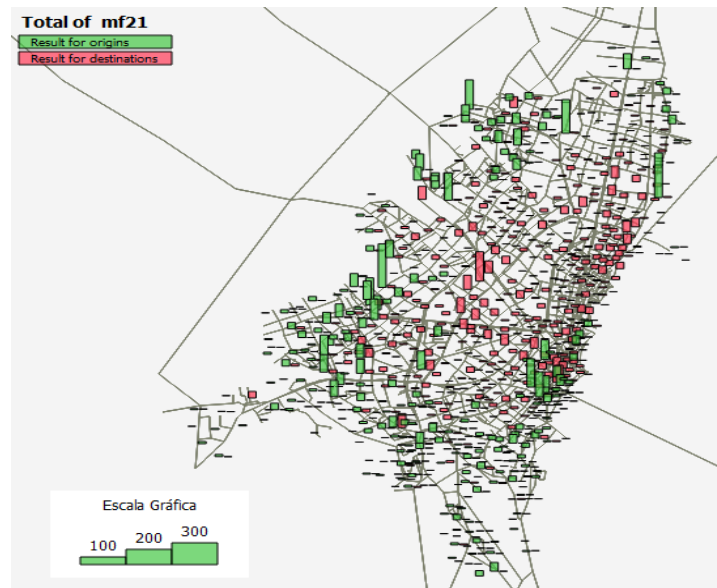 Total of mf21
Result for origins
Result for destinations
Escala Gráfica
100 200 300